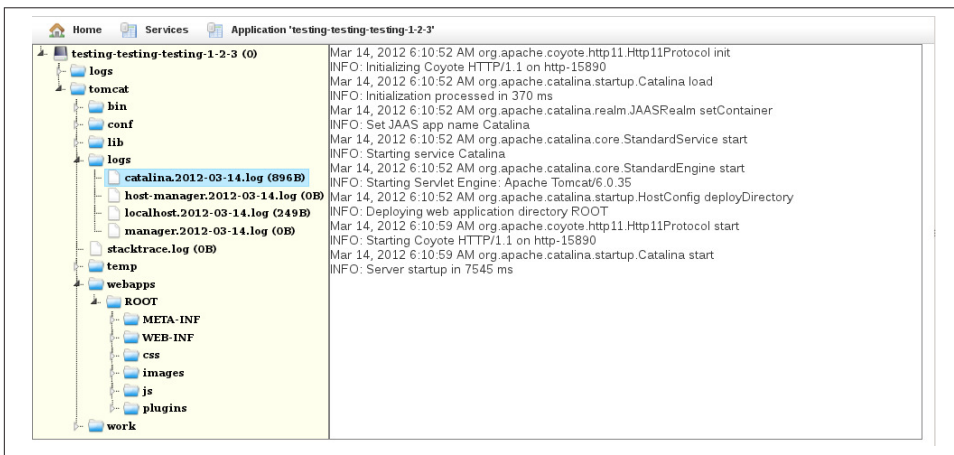 Home Services Application 'testing-testing-testing-1-2-3'
testing-testing-testing-1-2-3 (0)
logs
tomcat
bin
conf
lib
logs
catalina.2012-03-14.log (896B)
host-manager.2012-03-14.log (0B)
localhost.2012-03-14.log (249B)
manager.2012-03-14.log (0B)
stacktrace.log (0B)
temp
webapps
ROOT
META-INF
WEB-INF
css
images
js
plugins
work
Mar 14, 2012 6:10:52 AM org.apache.coyote.http11.Http11Protocol init
INFO: Initializing Coyote HTTP/1.1 on http-15890
Mar 14, 2012 6:10:52 AM org.apache.catalina.startup.Catalina load
INFO: Initialization processed in 370 ms
Mar 14, 2012 6:10:52 AM org.apache.catalina.realm.JAASRealm setContainer
INFO: Set JAAS app name Catalina
Mar 14, 2012 6:10:52 AM org.apache.catalina.core.StandardService start
INFO: Starting service Catalina
Mar 14, 2012 6:10:52 AM org.apache.catalina.core.StandardEngine start
INFO: Starting Servlet Engine: Apache Tomcat/6.0.35
Mar 14, 2012 6:10:52 AM org.apache.catalina.startup.HostConfig deployDirectory
INFO: Deploying web application directory ROOT
Mar 14, 2012 6:10:59 AM org.apache.coyote.http11.Http11Protocol start
INFO: Starting Coyote HTTP/1.1 on http-15890
Mar 14, 2012 6:10:59 AM org.apache.catalina.startup.Catalina start
INFO: Server startup in 7545 ms